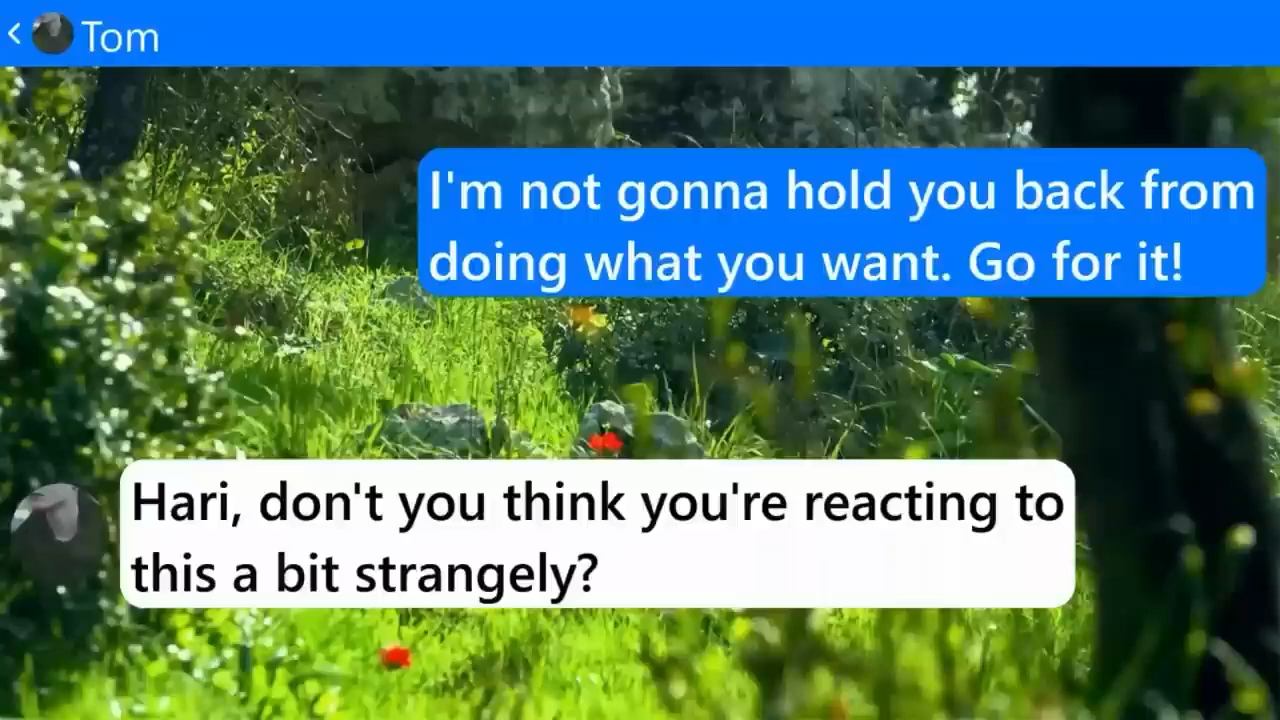 Tom
I'm not gonna hold you back from
doing what you want. Go for it!
Hari, don't you think you're reacting to
this a bit strangely?